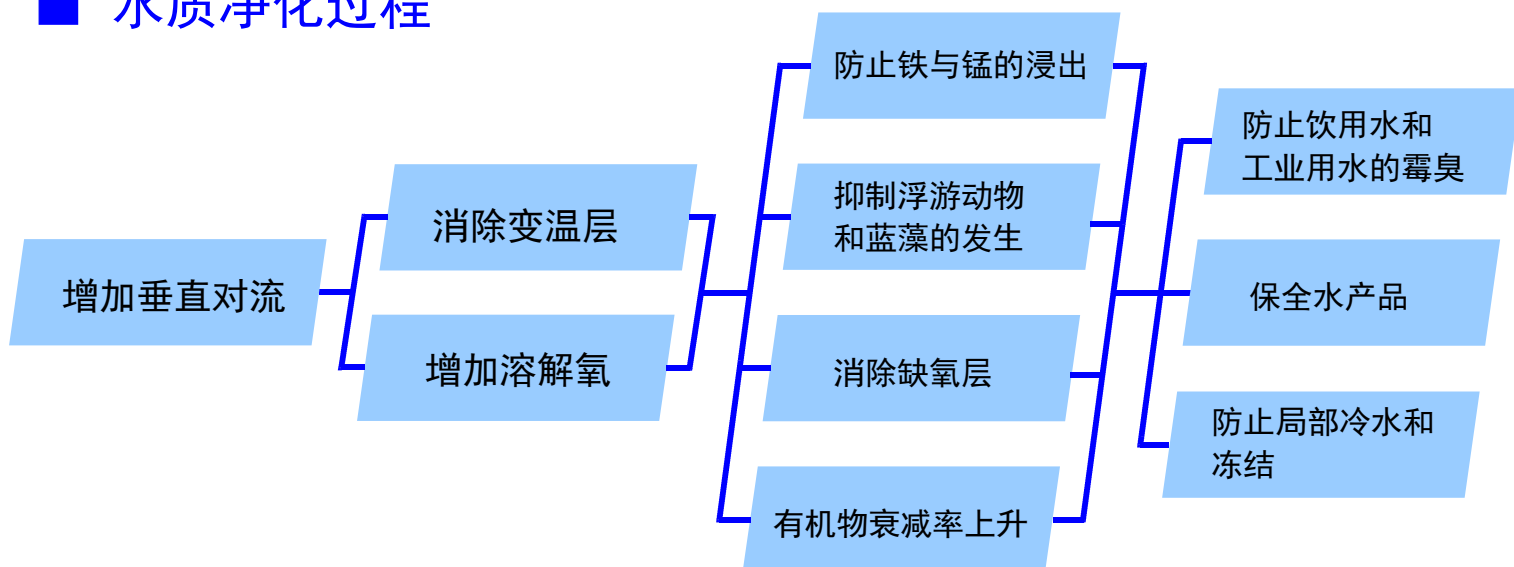 水质净化过程
增加垂直对流
消除变温层
增加溶解氧
防止铁与锰的浸出
抑制浮游动物
和蓝藻的发生
消除缺氧层
有机物衰减率上升
防止饮用水和
工业用水的霉臭
保全水产品
防止局部冷水和
冻结